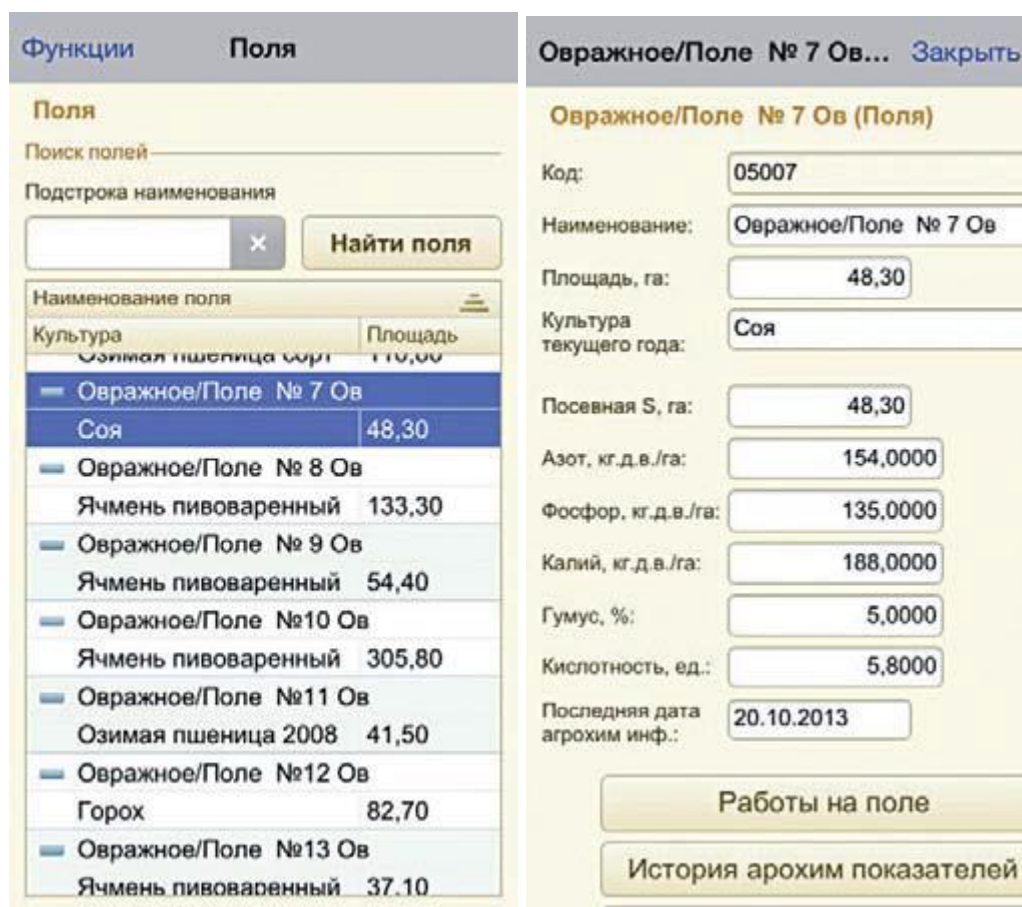 Функции Поля
Поля
Поиск полей
Подстрока наименования
Найти поля
Наименование поля
Культура Площадь
Озимая пшеница сорт 110,00
Овражное/Поле № 7 Ов
Соя 48,30
Овражное/Поле № 8 Ов
Ячмень пивоваренный 133,30
Овражное/Поле № 9 Ов
Ячмень пивоваренный 54,40
Овражное/Поле №10 Ов
Ячмень пивоваренный 305,80
Овражное/Поле №11 Ов
Озимая пшеница 2008 41,50
Овражное/Поле №12 Ов
Горох 82,70
Овражное/Поле №13 Ов
Ячмень пивоваренный 37,10
Овражное/Поле № 7 Ов... Закрыть
Овражное/Поле № 7 Ов (Поля)
Код: 05007
Наименование: Овражное/Поле № 7 Ов
Площадь, га: 48,30
Культура
текущего года: Соя
Посевная S, га: 48,30
Азот, кг.д.в./га: 154,0000
Фосфор, кг.д.в./га: 135,0000
Калий, кг.д.в./га: 188,0000
Гумус, %: 5,0000
Кислотность, ед.: 5,8000
Последняя дата
агрохим инф.: 20.10.2013
Работы на поле
История арохим показателей